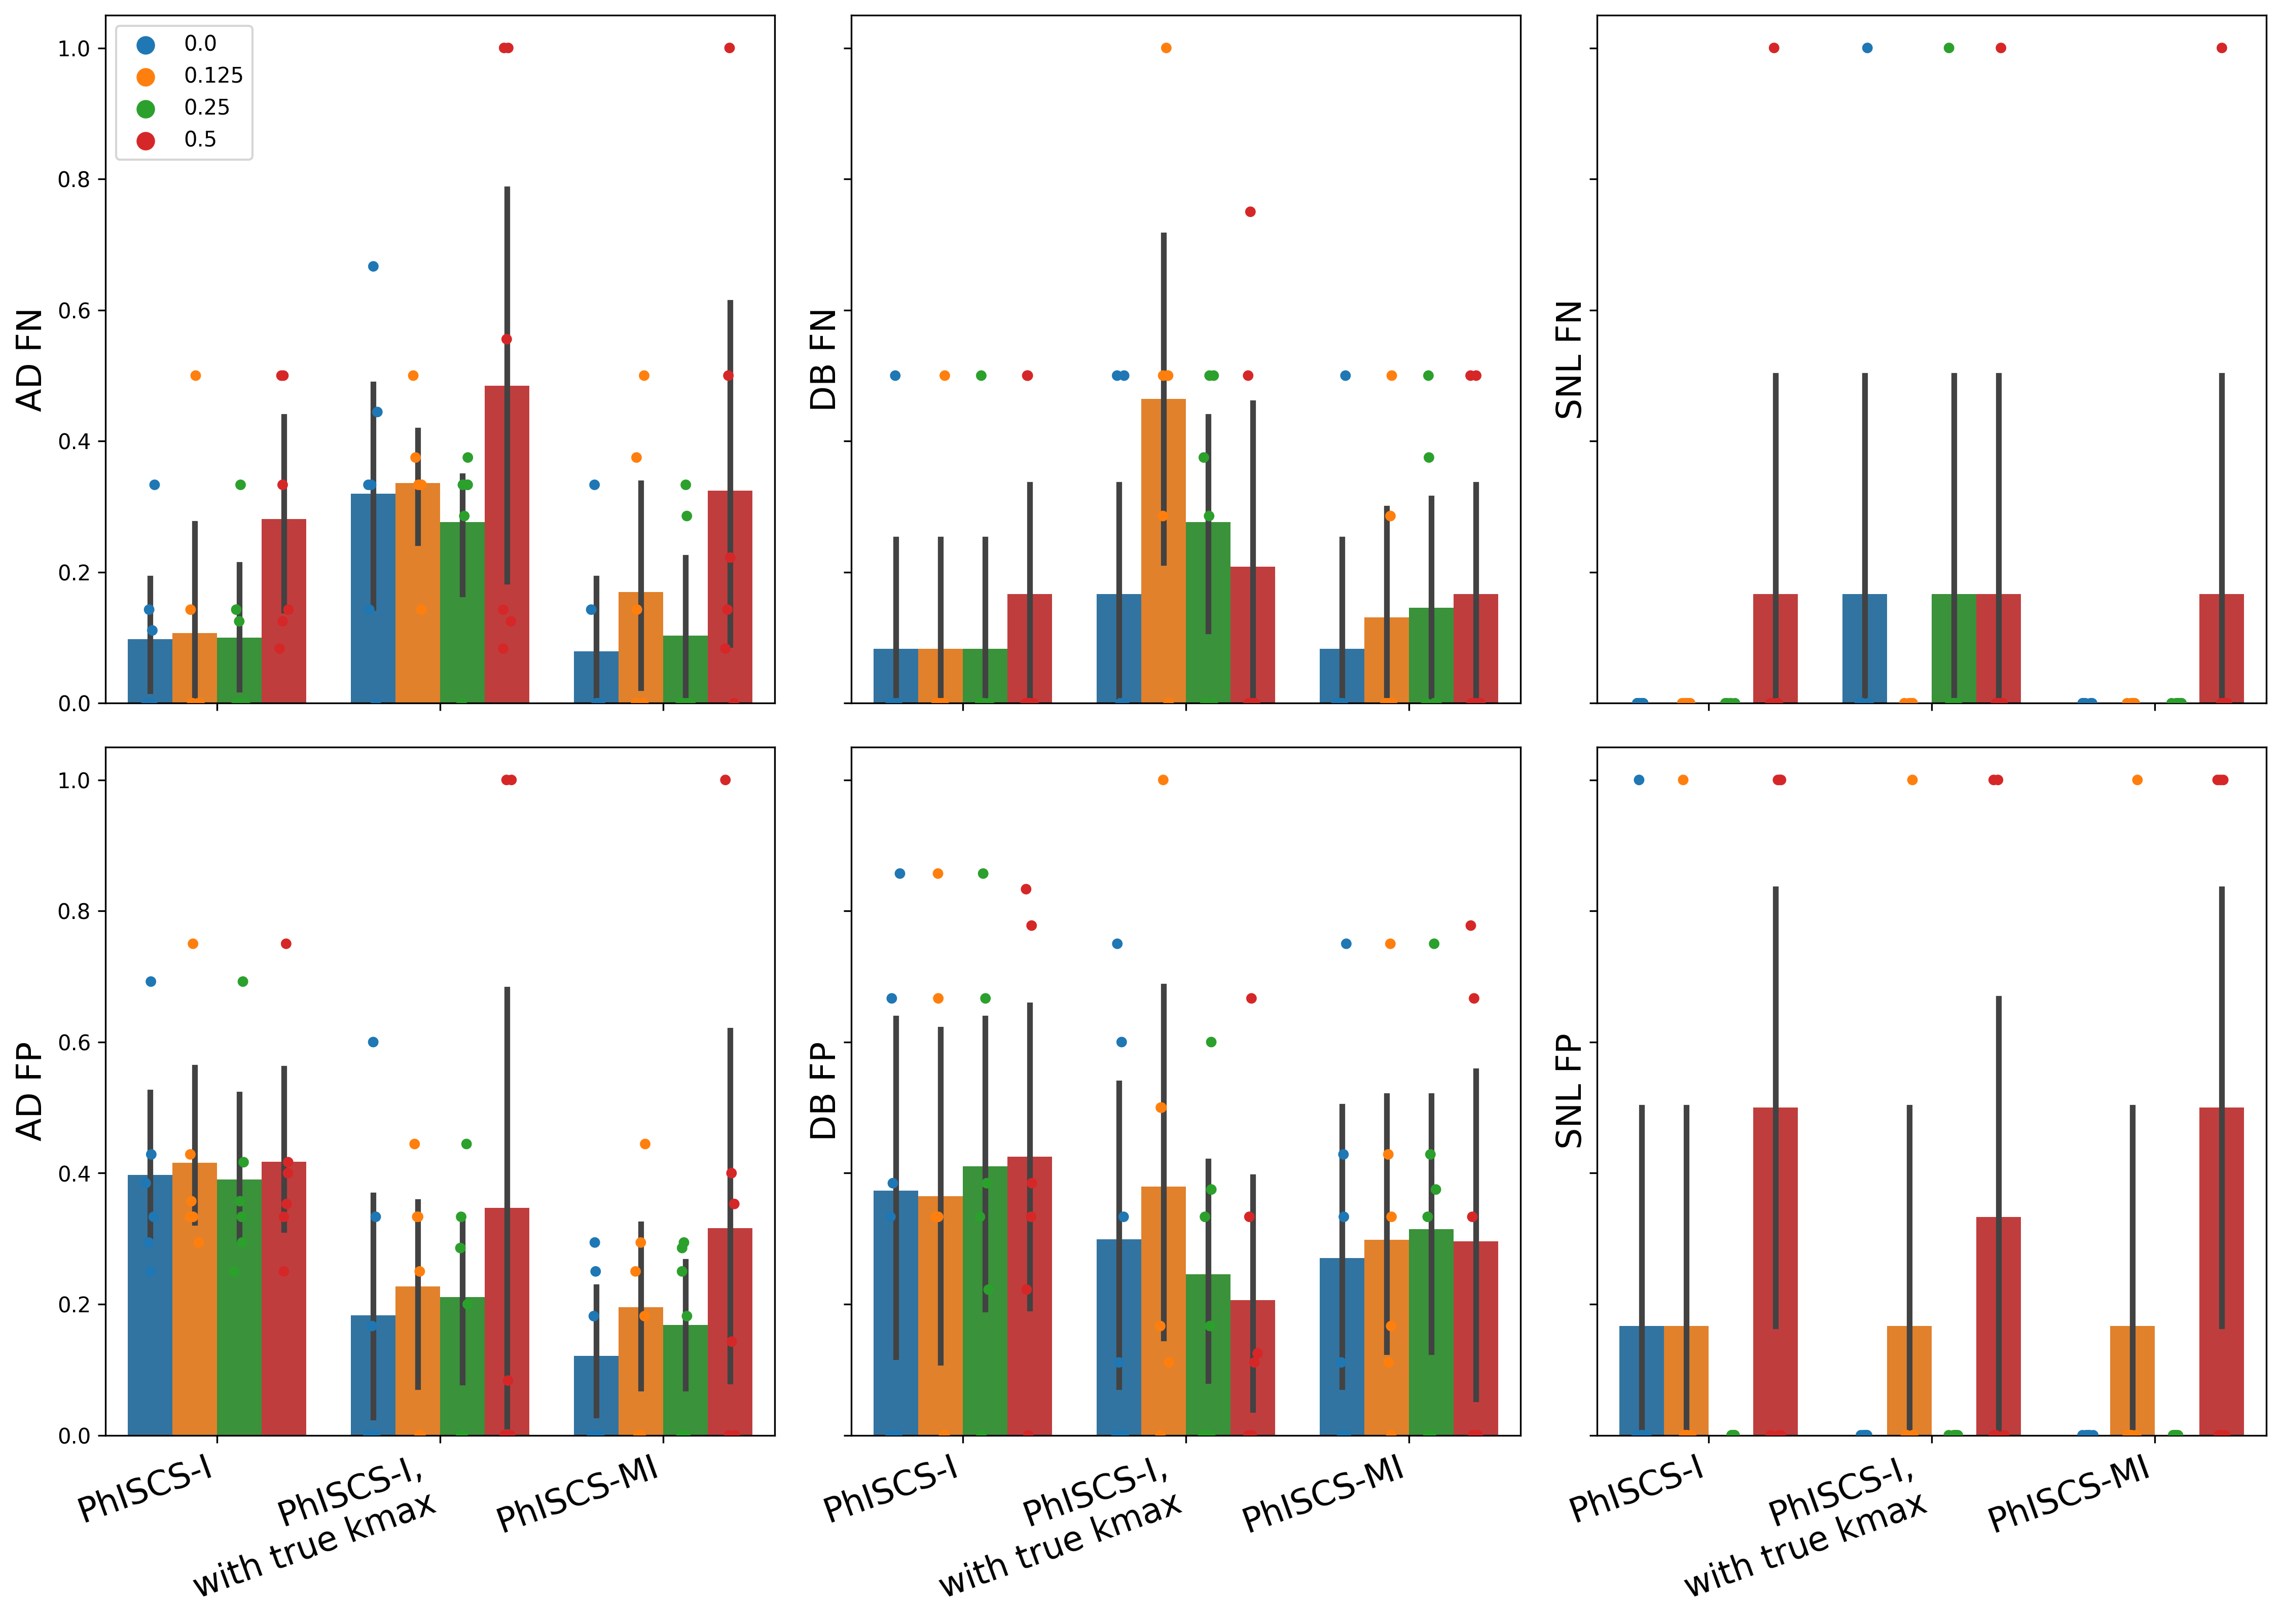 1.0
0.8
0.6
0.4
0.2
0.0
AD FN
0.0
0.125
0.25
0.5
DB FN
SNL FN
1.0
0.8
0.6
0.4
0.2
0.0
AD FP
DB FP
SNL FP
PhISCS-I
PhISCS-I,
with true kmax
PhISCS-MI
PhISCS-I
PhISCS-I,
with true kmax
PhISCS-MI
PhISCS-I
PhISCS-I,
with true kmax
PhISCS-MI